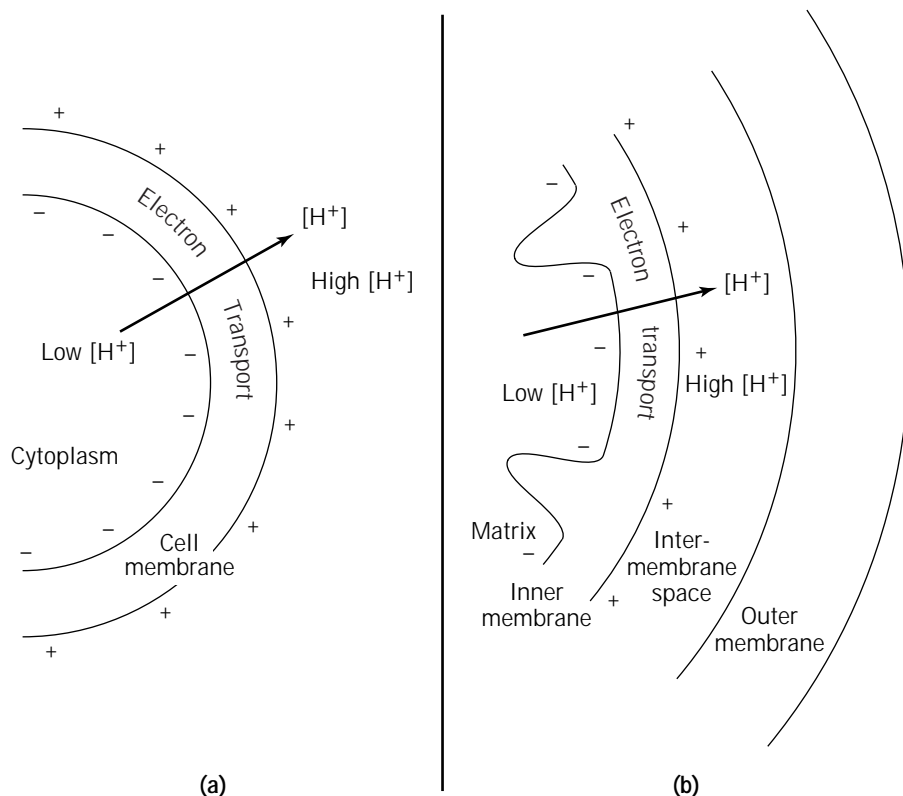 Electron
Transport
[H+]
High [H+]
Low [H+]
Cytoplasm
Cell
membrane
+
+
+
+
+
+
+
+
–
–
–
–
–
–
–
–
–
(a)
Electron
transport
[H+]
High [H+]
Low [H+]
Matrix
Inner
membrane
Inter-
membrane
space
Outer
membrane
+
+
+
+
+
–
–
–
–
–
(b)